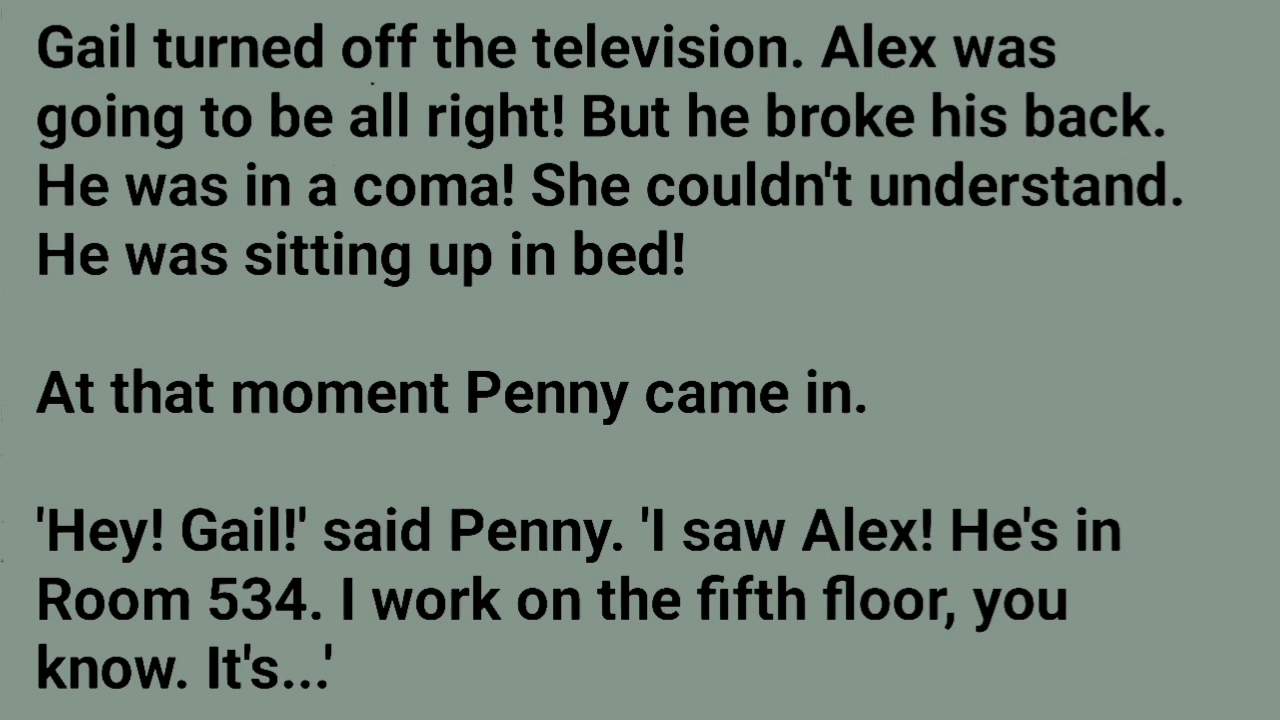 Gail turned off the television. Alex was
going to be all right! But he broke his back.
He was in a coma! She couldn't understand.
He was sitting up in bed!
At that moment Penny came in.
'Hey! Gail!' said Penny. 'I saw Alex! He's in
Room 534. I work on the fifth floor, you
know. It's...'